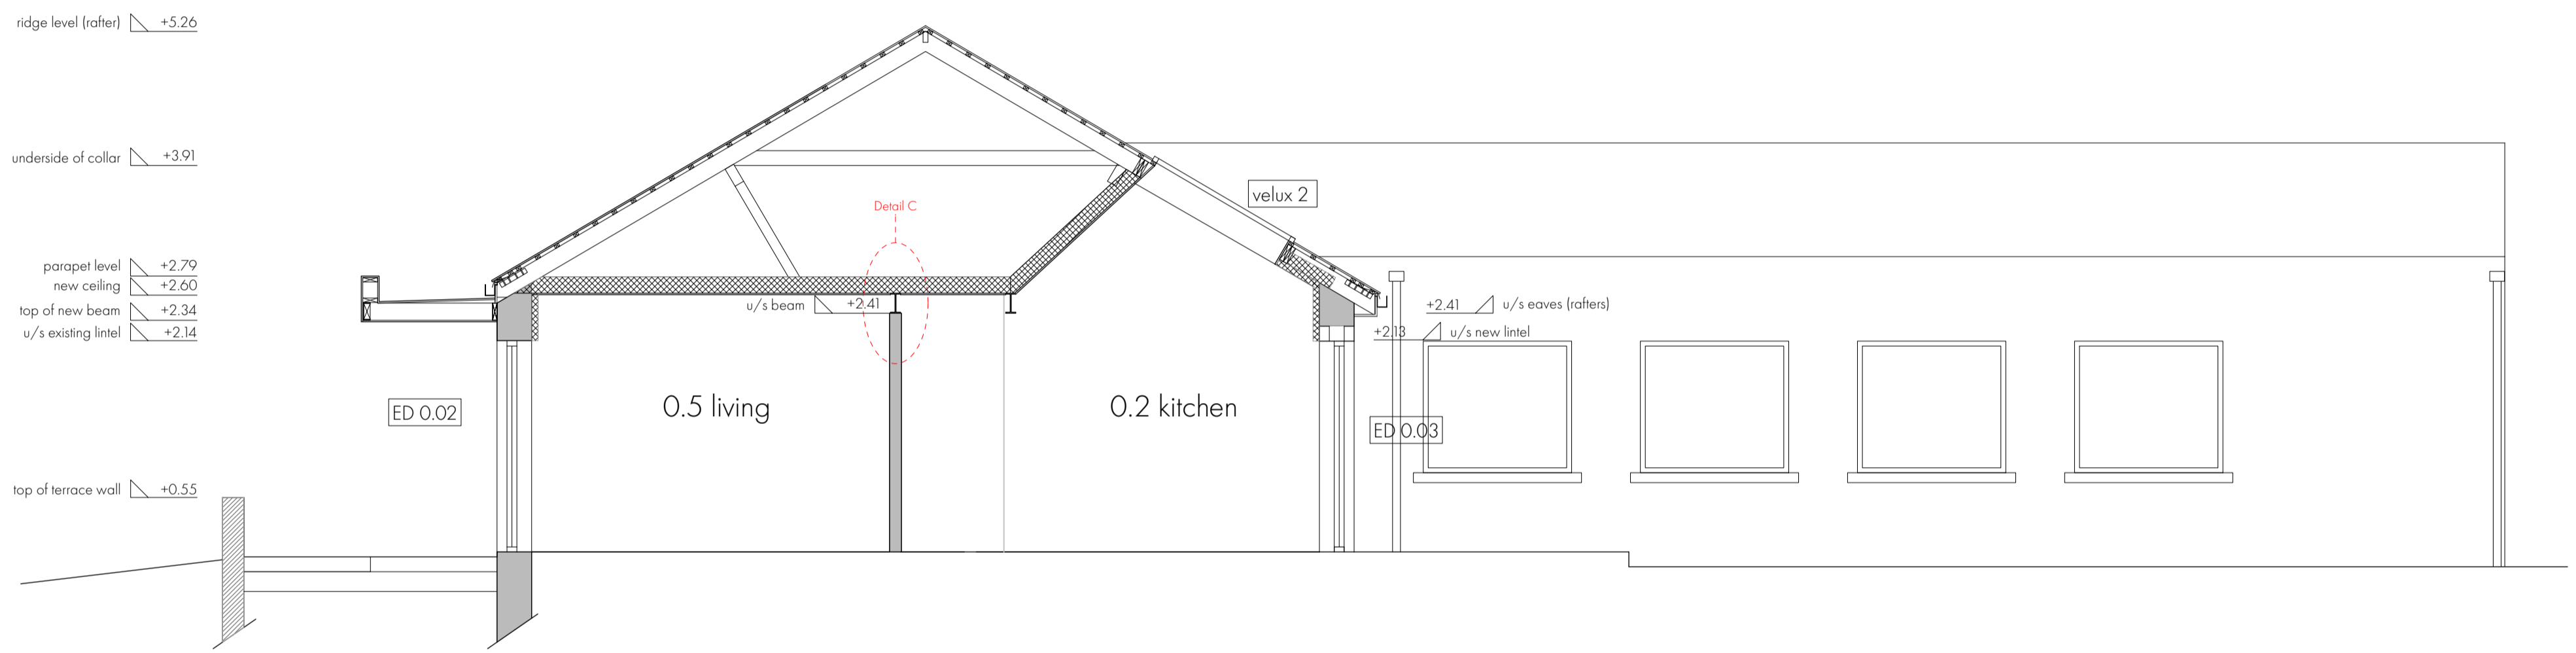 ridge level (rafter) +5.26
underside of collar +3.91
velux 2
Detail C
parapet level +2.79
new ceiling +2.60
top of new beam +2.34
u/s existing lintel +2.14
u/s beam +2.41
+2.41 u/s eaves (rafters)
+2.13 u/s new lintel
ED 0.02
0.5 living
0.2 kitchen
ED 0.03
top of terrace wall +0.55